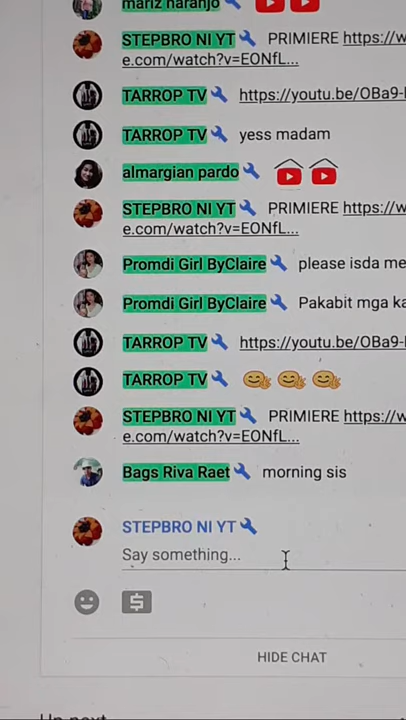 mariz naranjo
STEPBRO NI YT PRIMIERE https://w
e.com/watch?v=EONfL...
TARROP TV https://youtu.be/OBa9-
TARROP TV yess madam
almargian pardo
STEPBRO NI YT PRIMIERE https://w
e.com/watch?v=EONfL...
Promdi Girl ByClaire please isda me
Promdi Girl ByClaire Pakabit mga ka
TARROP TV https://youtu.be/OBa9-
TARROP TV
STEPBRO NI YT PRIMIERE https://w
e.com/watch?v=EONfL...
Bags Riva Raet morning sis
STEPBRO NI YT
Say something...
HIDE CHAT
Up next